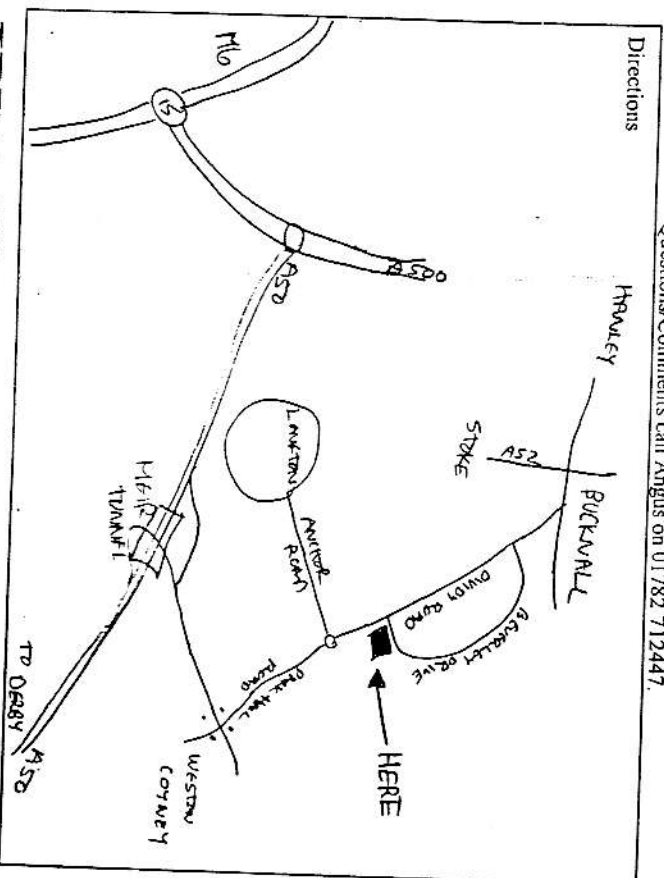 Questions/Comments call Angus on 01782 712447.
Directions
HANLEY
BUCKNALL
A52
STOKE
M6
15
A500
A50
DIVIDY ROAD
BEVERLEY DRIVE
HERE
LONGTON
ANCHOR
ROAD
PARK HALL
ROAD
WESTON
COYNEY
MEIR
TUNNEL
TO DERBY
A50